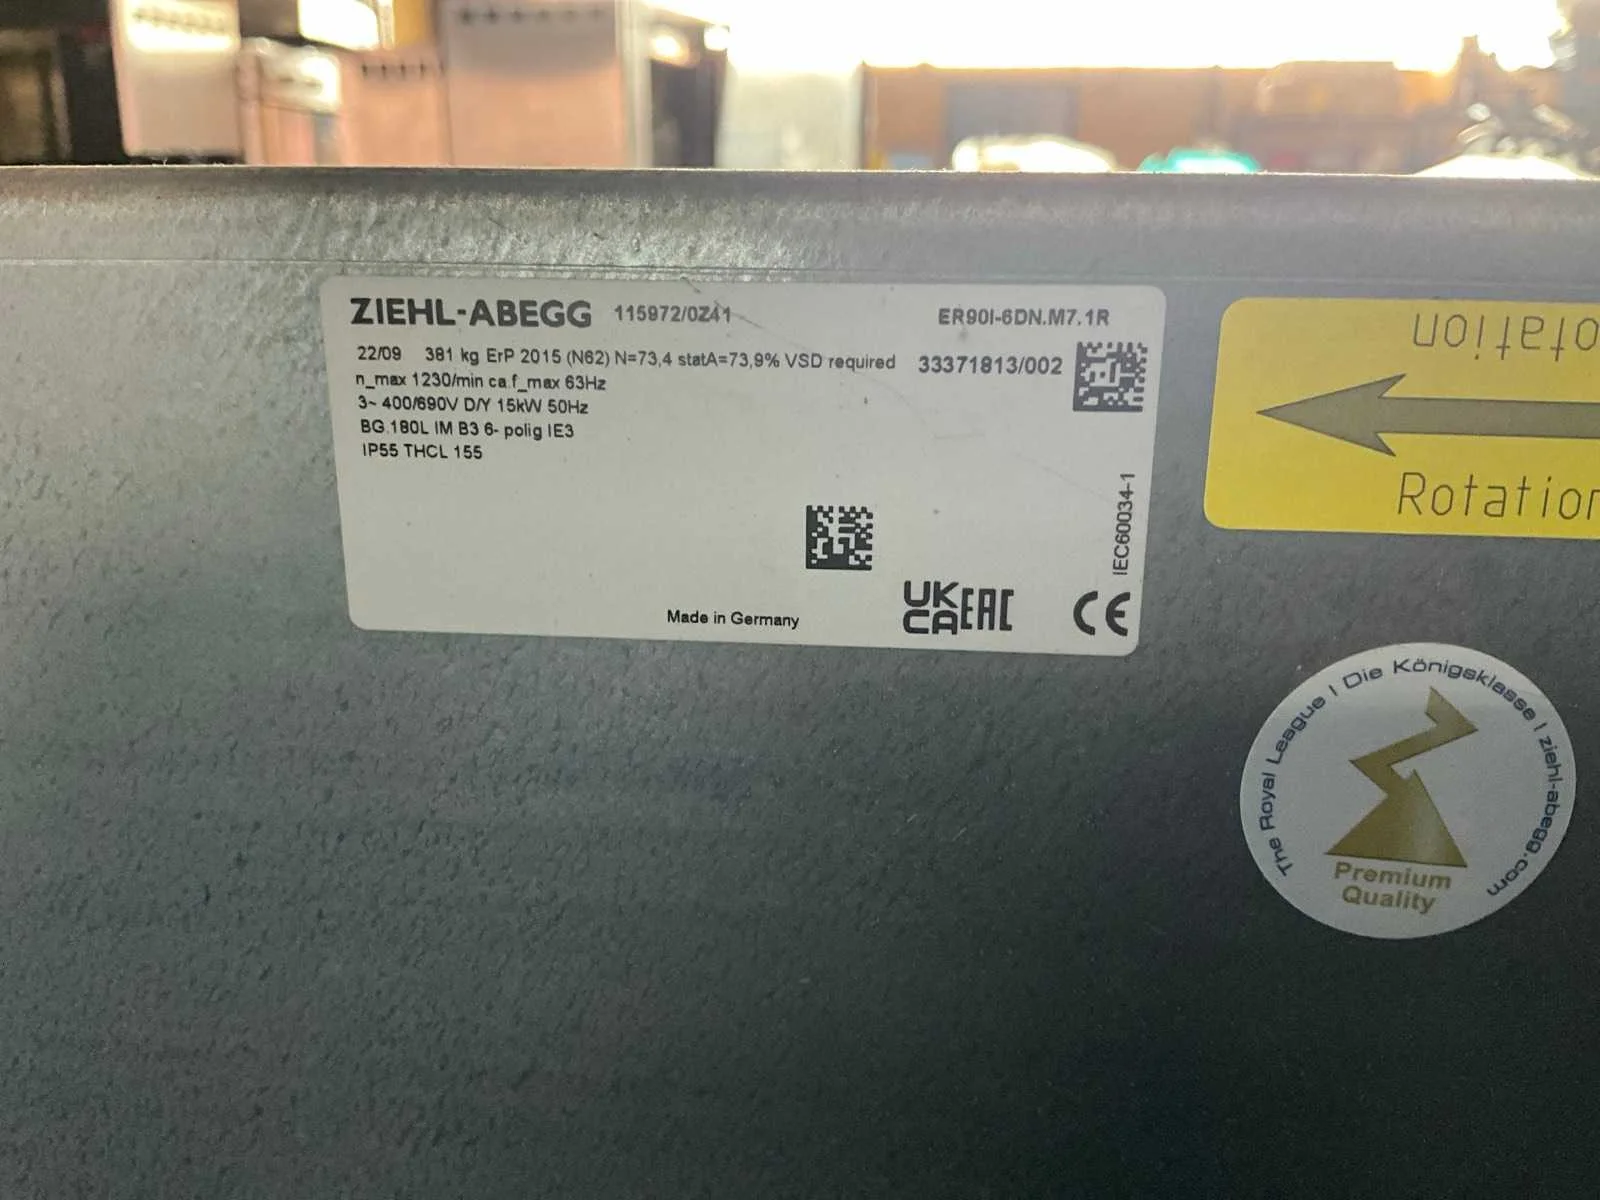 ZIEHL-ABEGG 115972/0Z41 ER90I-6DN.M7.1R
22/09 381 kg ErP 2015 (N62) N=73,4 statA=73,9% VSD required 33371813/002
n_max 1230/min ca.f_max 63Hz
3~ 400/690V D/Y 15kW 50Hz
BG.180L IM B3 6- polig IE3
IP55 THCL 155
IEC60034-1
Made in Germany
UK
CA
EAC
CE
Rotation
The Royal League | Die Königsklasse | ziehl-abegg.com
Premium
Quality